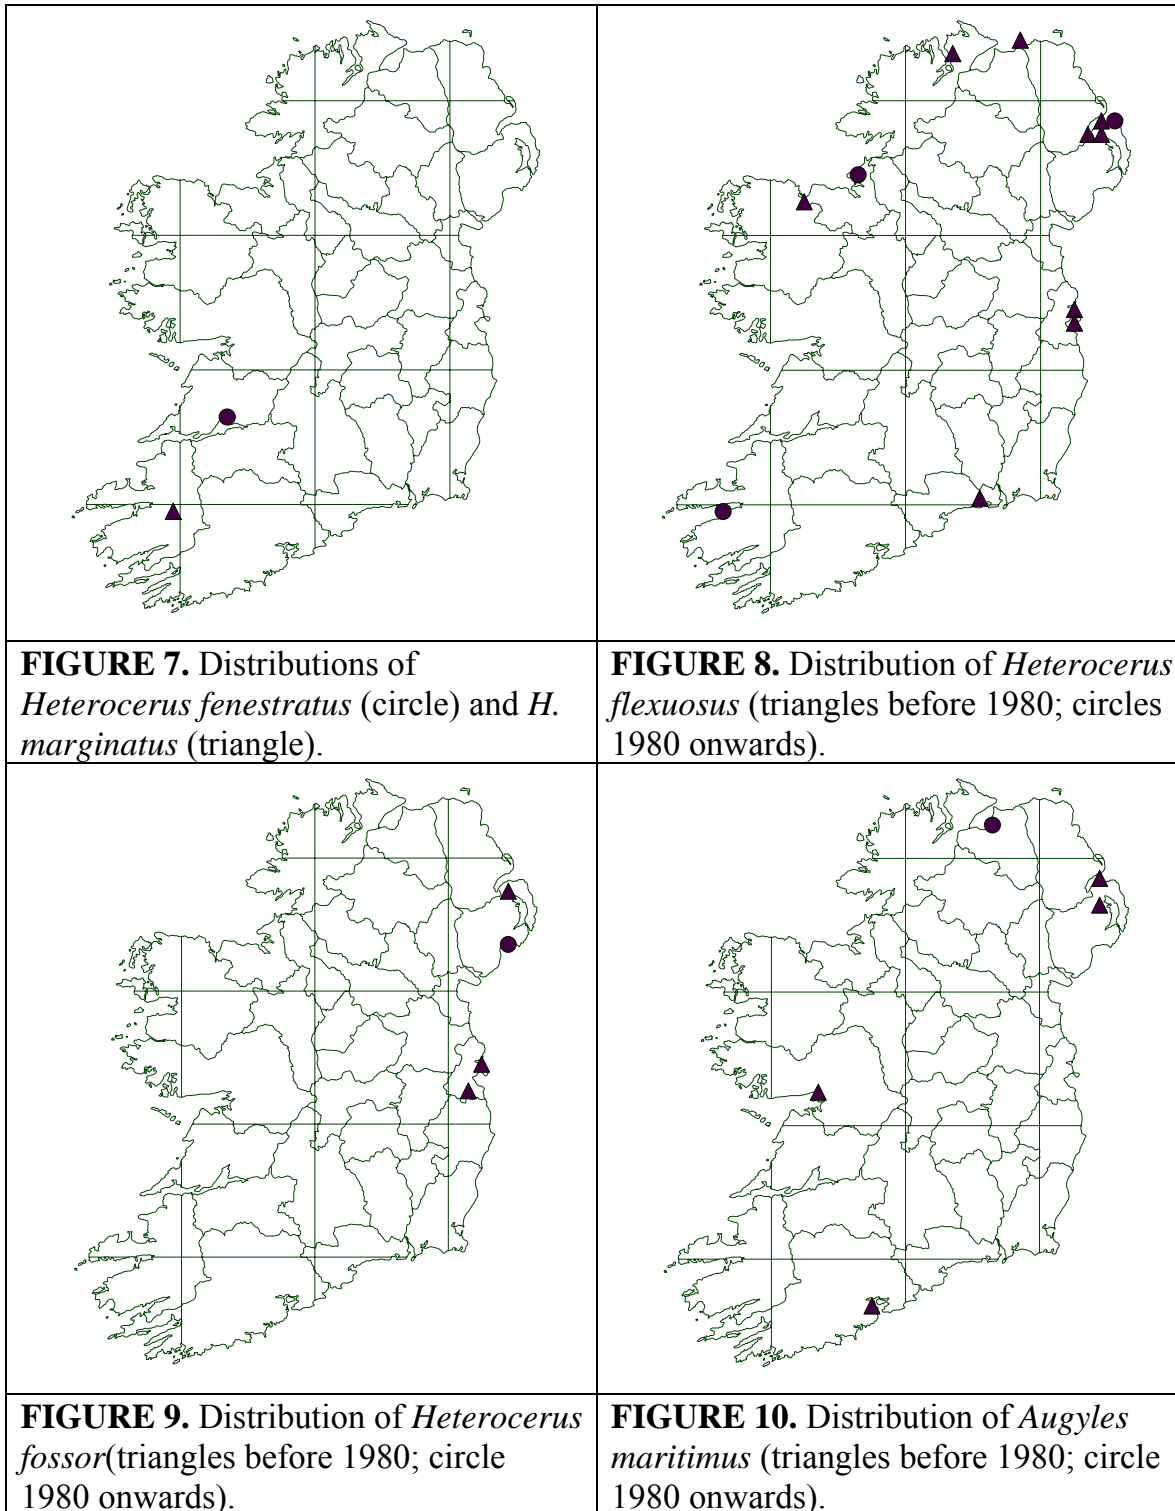 FIGURE 7. Distributions of
Heterocerus fenestratus (circle) and H.
marginatus (triangle).
FIGURE 8. Distribution of Heterocerus
flexuosus (triangles before 1980; circles
1980 onwards).
FIGURE 9. Distribution of Heterocerus
fossor(triangles before 1980; circle
1980 onwards).
FIGURE 10. Distribution of Augyles
maritimus (triangles before 1980; circle
1980 onwards).